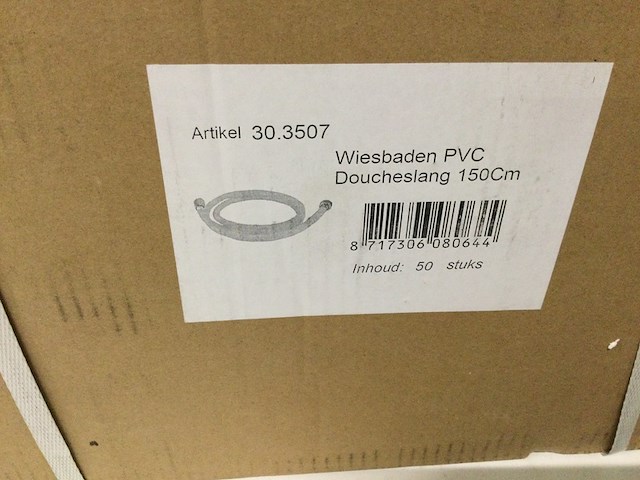 Artikel 30.3507
Wiesbaden PVC
Doucheslang 150Cm
8 717306 080644
Inhoud: 50 stuks